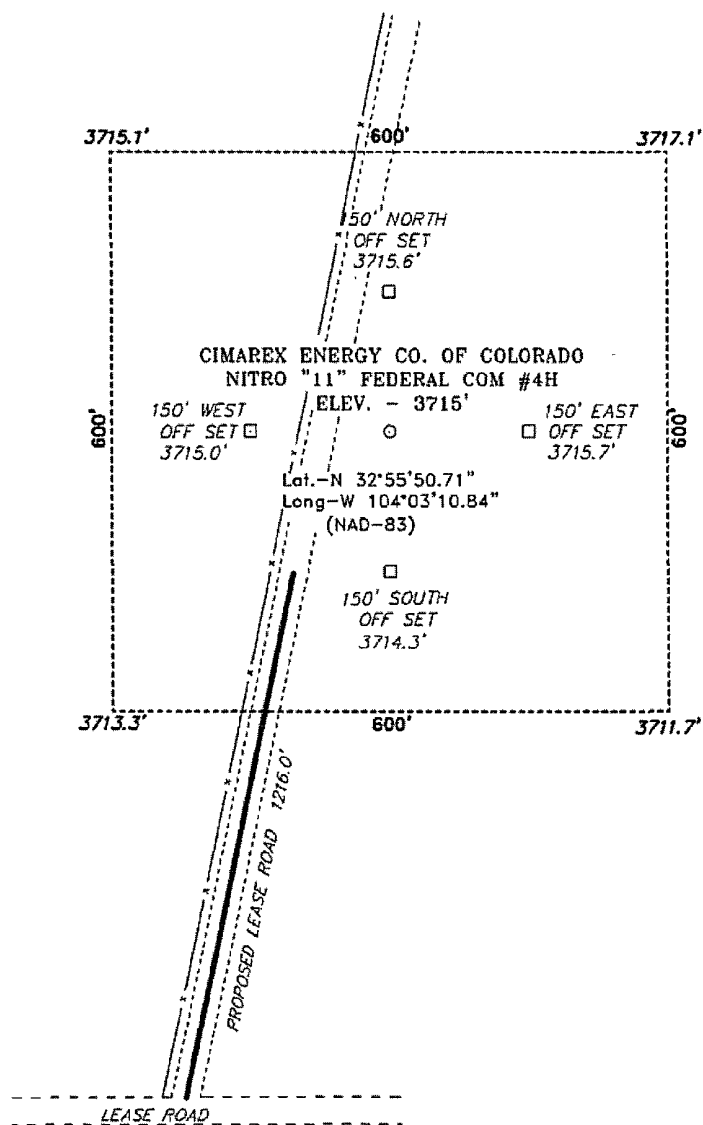 3715.1'
600'
3717.1'
150' NORTH
OFF SET
3715.6'
CIMAREX ENERGY CO. OF COLORADO
NITRO "11" FEDERAL COM #4H
ELEV. - 3715'
150' WEST
OFF SET
3715.0'
600'
150' EAST
OFF SET
3715.7'
600'
Lat.-N 32°55'50.71"
Long-W 104°03'10.84"
(NAD-83)
150' SOUTH
OFF SET
3714.3'
3713.3'
600'
3711.7'
PROPOSED LEASE ROAD 1216.0'
LEASE ROAD